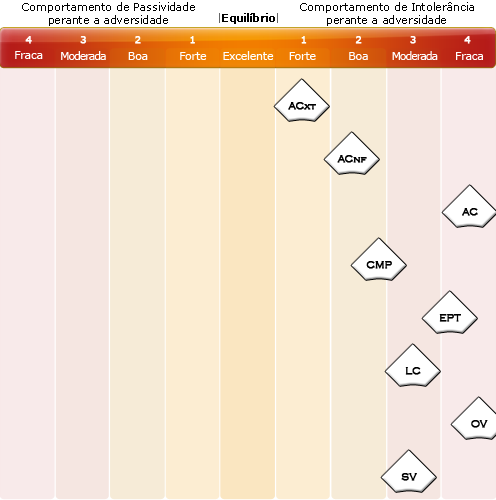 Comportamento de Passividade
perante a adversidade
|Equilíbrio|
Comportamento de Intolerância
perante a adversidade
4 3 2 1 1 2 3 4
Fraca Moderada Boa Forte Excelente Forte Boa Moderada Fraca
ACXT
ACNF
AC
CMP
EPT
LC
OV
SV